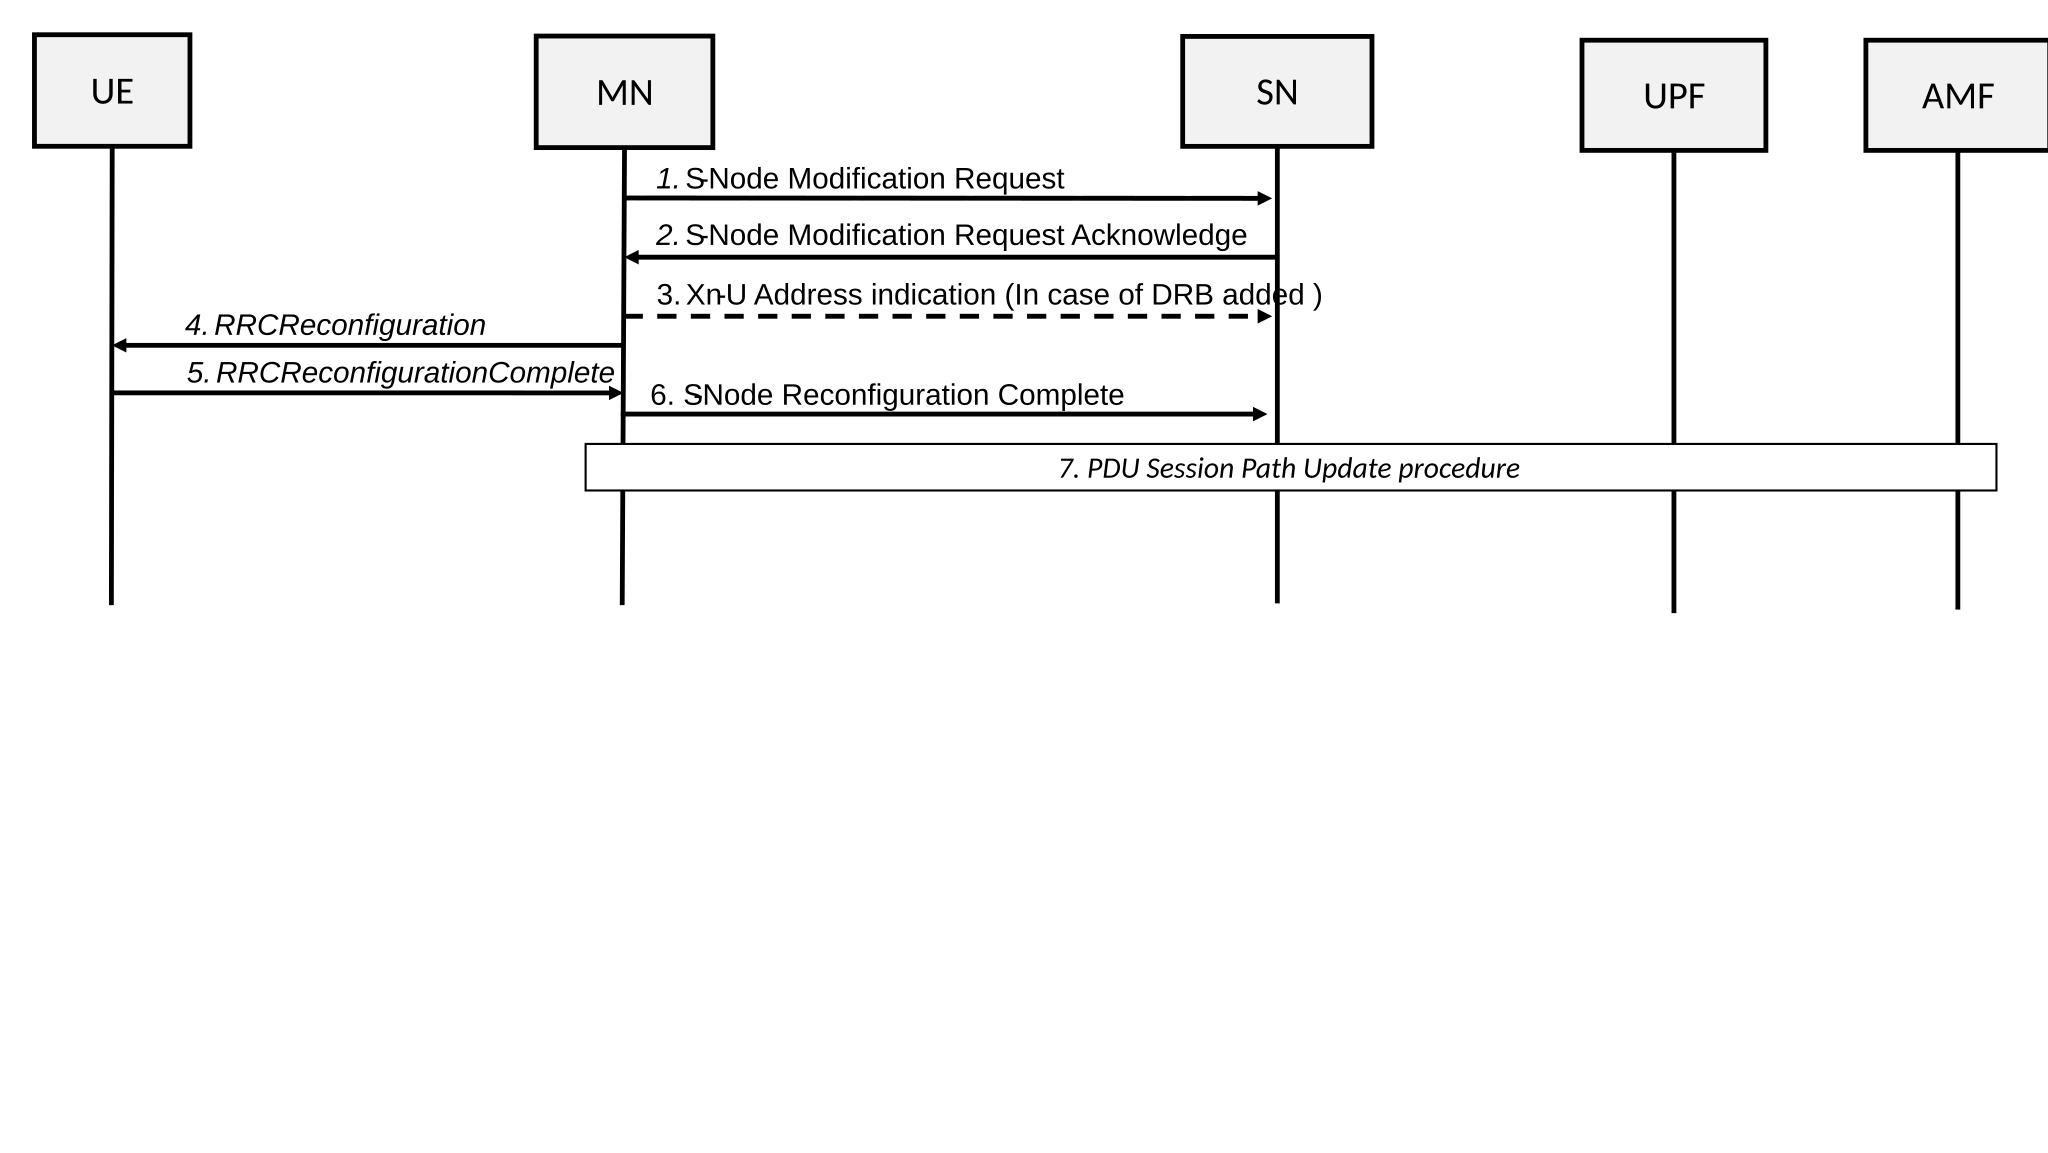 UE
MN
SN
UPF
AMF
1. S-Node Modification Request
2. S-Node Modification Request Acknowledge
3. Xn-U Address indication (In case of DRB added )
4. RRCReconfiguration
5. RRCReconfigurationComplete
6. S-Node Reconfiguration Complete
7. PDU Session Path Update procedure